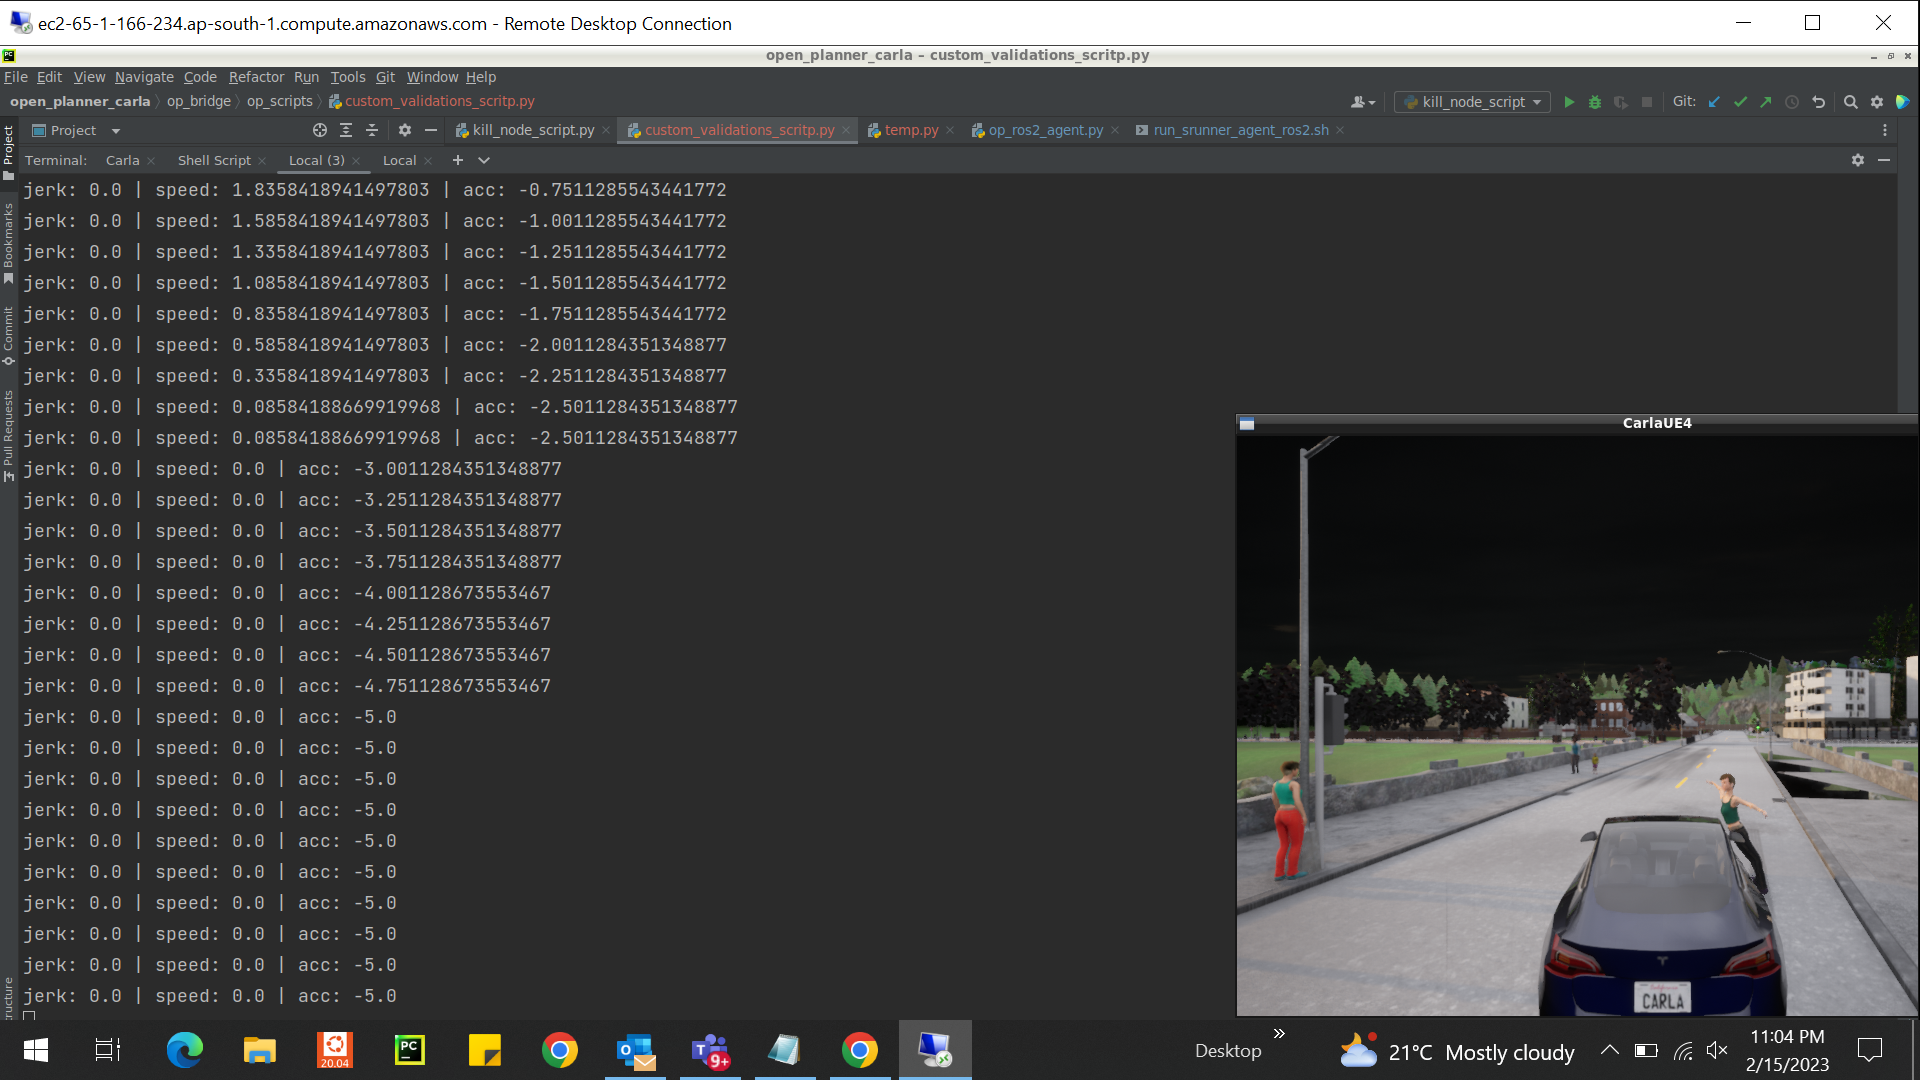 ec2-65-1-166-234.ap-south-1.compute.amazonaws.com - Remote Desktop Connection
open_planner_carla – custom_validations_scritp.py
File Edit View Navigate Code Refactor Run Tools Git Window Help
open_planner_carla op_bridge op_scripts custom_validations_scritp.py kill_node_script Git:
Project kill_node_script.py custom_validations_scritp.py temp.py op_ros2_agent.py run_srunner_agent_ros2.sh
Terminal: Carla Shell Script Local (3) Local
Project
Bookmarks
Commit
Pull Requests
jerk: 0.0 | speed: 1.8358418941497803 | acc: -0.7511285543441772
jerk: 0.0 | speed: 1.5858418941497803 | acc: -1.0011285543441772
jerk: 0.0 | speed: 1.3358418941497803 | acc: -1.2511285543441772
jerk: 0.0 | speed: 1.0858418941497803 | acc: -1.5011285543441772
jerk: 0.0 | speed: 0.8358418941497803 | acc: -1.7511285543441772
jerk: 0.0 | speed: 0.5858418941497803 | acc: -2.0011284351348877
jerk: 0.0 | speed: 0.3358418941497803 | acc: -2.2511284351348877
jerk: 0.0 | speed: 0.08584188669919968 | acc: -2.5011284351348877
jerk: 0.0 | speed: 0.08584188669919968 | acc: -2.5011284351348877
jerk: 0.0 | speed: 0.0 | acc: -3.0011284351348877
jerk: 0.0 | speed: 0.0 | acc: -3.2511284351348877
jerk: 0.0 | speed: 0.0 | acc: -3.5011284351348877
jerk: 0.0 | speed: 0.0 | acc: -3.7511284351348877
jerk: 0.0 | speed: 0.0 | acc: -4.001128673553467
jerk: 0.0 | speed: 0.0 | acc: -4.251128673553467
jerk: 0.0 | speed: 0.0 | acc: -4.501128673553467
jerk: 0.0 | speed: 0.0 | acc: -4.751128673553467
jerk: 0.0 | speed: 0.0 | acc: -5.0
jerk: 0.0 | speed: 0.0 | acc: -5.0
jerk: 0.0 | speed: 0.0 | acc: -5.0
jerk: 0.0 | speed: 0.0 | acc: -5.0
jerk: 0.0 | speed: 0.0 | acc: -5.0
jerk: 0.0 | speed: 0.0 | acc: -5.0
jerk: 0.0 | speed: 0.0 | acc: -5.0
jerk: 0.0 | speed: 0.0 | acc: -5.0
jerk: 0.0 | speed: 0.0 | acc: -5.0
jerk: 0.0 | speed: 0.0 | acc: -5.0
CarlaUE4
CARLA
20.04
PC
9+
Desktop
21°C Mostly cloudy
11:04 PM
2/15/2023